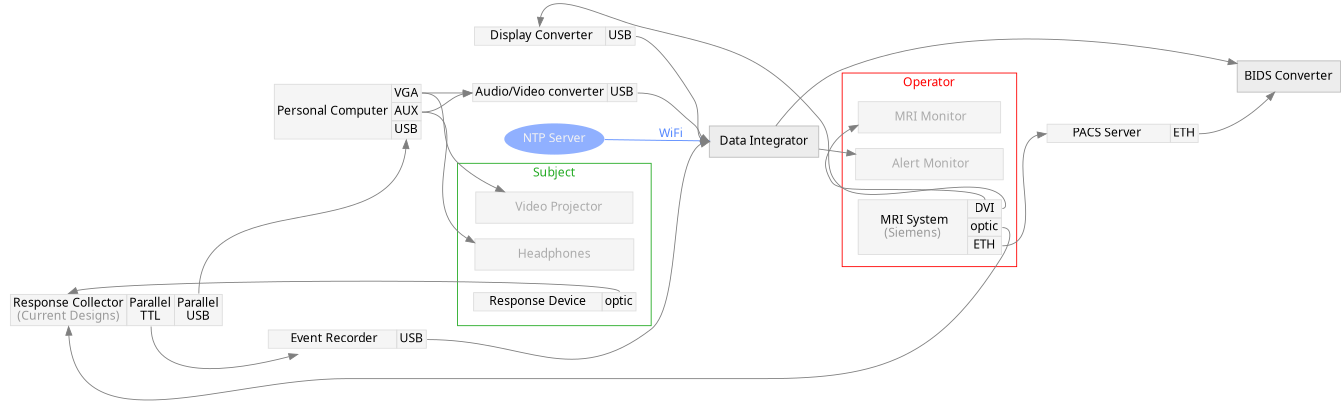 Display Converter USB
BIDS Converter
Operator
Personal Computer
VGA
AUX
USB
Audio/Video converter USB
MRI Monitor
NTP Server
WiFi
Data Integrator
PACS Server ETH
Alert Monitor
Subject
Video Projector
MRI System
(Siemens)
DVI
optic
ETH
Headphones
Response Device optic
Response Collector
(Current Designs)
Parallel
TTL
Parallel
USB
Event Recorder USB